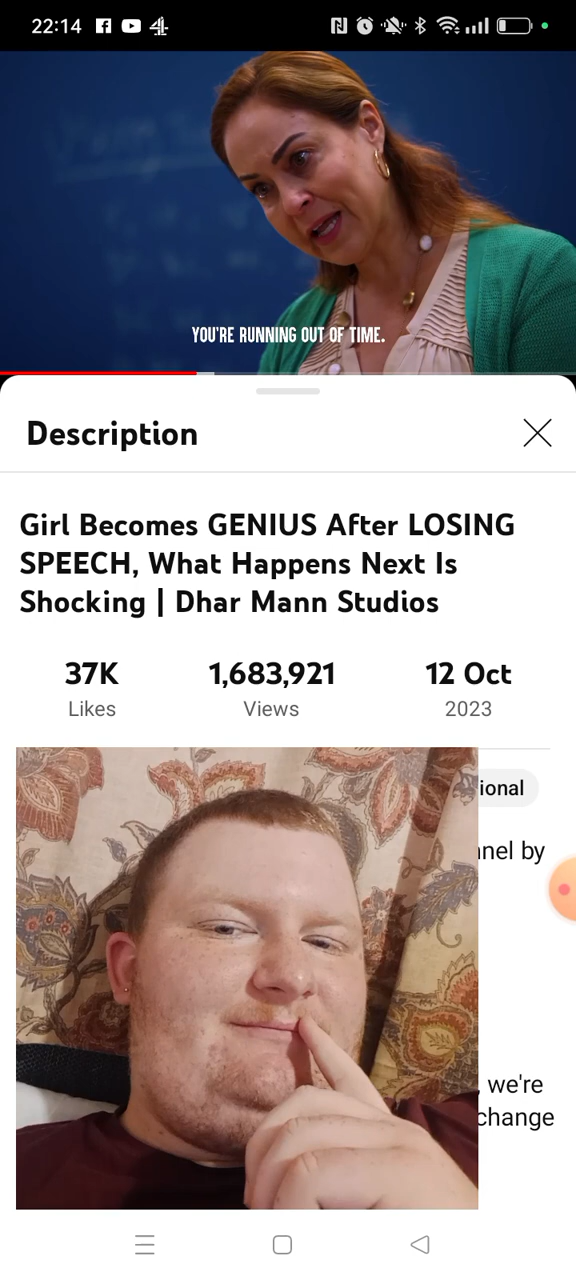 22:14
YOU'RE RUNNING OUT OF TIME.
Description
Girl Becomes GENIUS After LOSING
SPEECH, What Happens Next Is
Shocking | Dhar Mann Studios
37K 1,683,921 12 Oct
Likes Views 2023
ional
nel by
, we're
change